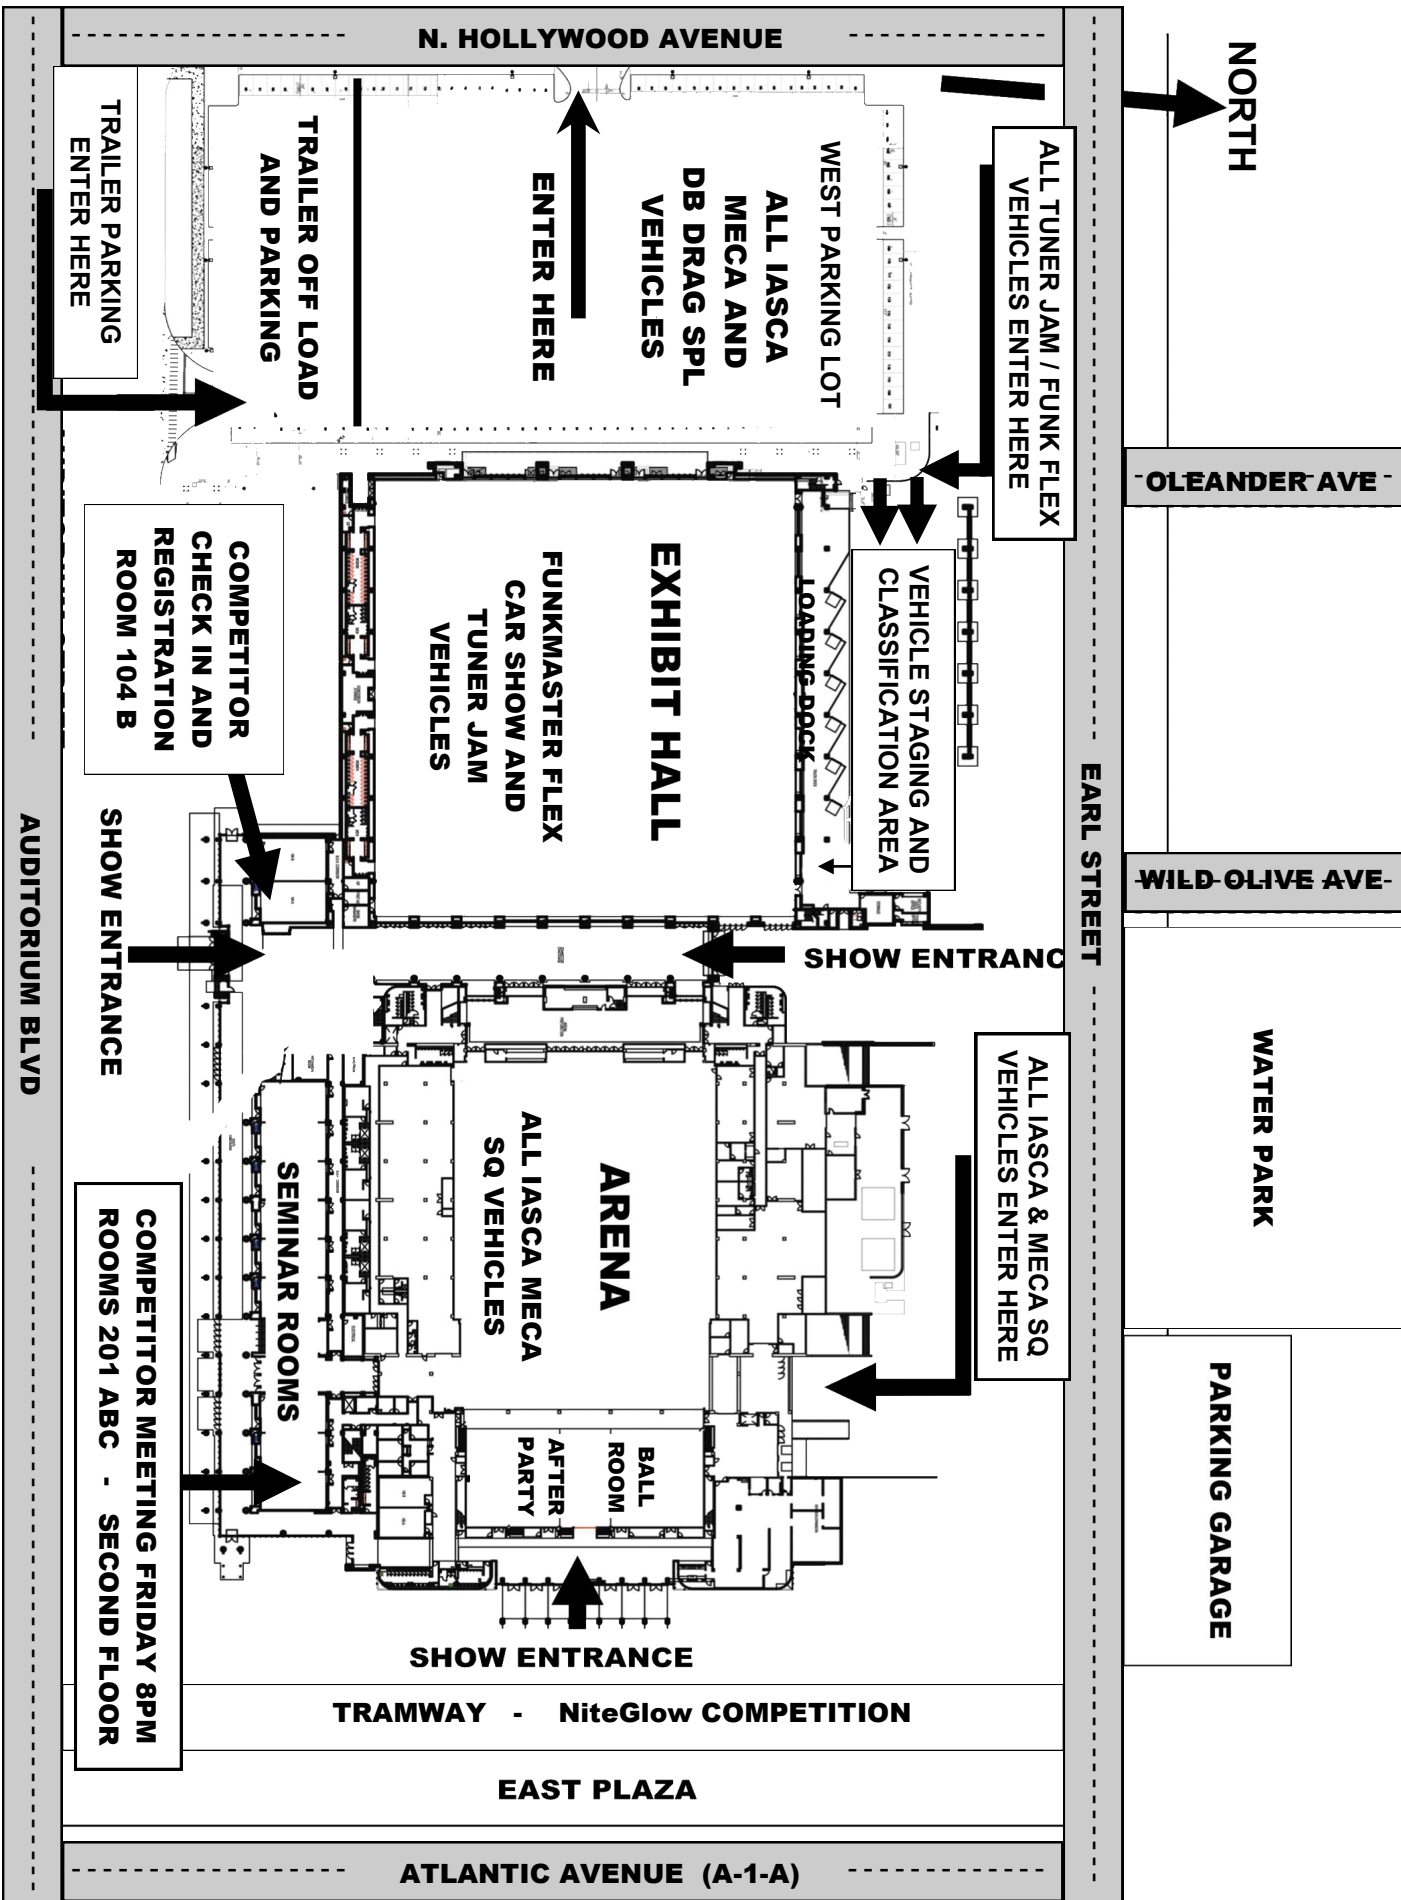 N. HOLLYWOOD AVENUE
NORTH
TRAILER PARKING
ENTER HERE
TRAILER OFF LOAD
AND PARKING
ENTER HERE
WEST PARKING LOT
ALL IASCA
MECA AND
DB DRAG SPL
VEHICLES
ALL TUNER JAM / FUNK FLEX
VEHICLES ENTER HERE
OLEANDER AVE
VEHICLE STAGING AND
CLASSIFICATION AREA
LOADING DOCK
EXHIBIT HALL
FUNKMASTER FLEX
CAR SHOW AND
TUNER JAM
VEHICLES
COMPETITOR
CHECK IN AND
REGISTRATION
ROOM 104 B
EARL STREET
AUDITORIUM BLVD
WILD OLIVE AVE
SHOW ENTRANCE
SHOW ENTRANC
WATER PARK
ALL IASCA & MECA SQ
VEHICLES ENTER HERE
ARENA
ALL IASCA MECA
SQ VEHICLES
SEMINAR ROOMS
COMPETITOR MEETING FRIDAY 8PM
ROOMS 201 ABC - SECOND FLOOR
BALL
ROOM
AFTER
PARTY
PARKING GARAGE
SHOW ENTRANCE
TRAMWAY - NiteGlow COMPETITION
EAST PLAZA
ATLANTIC AVENUE (A-1-A)